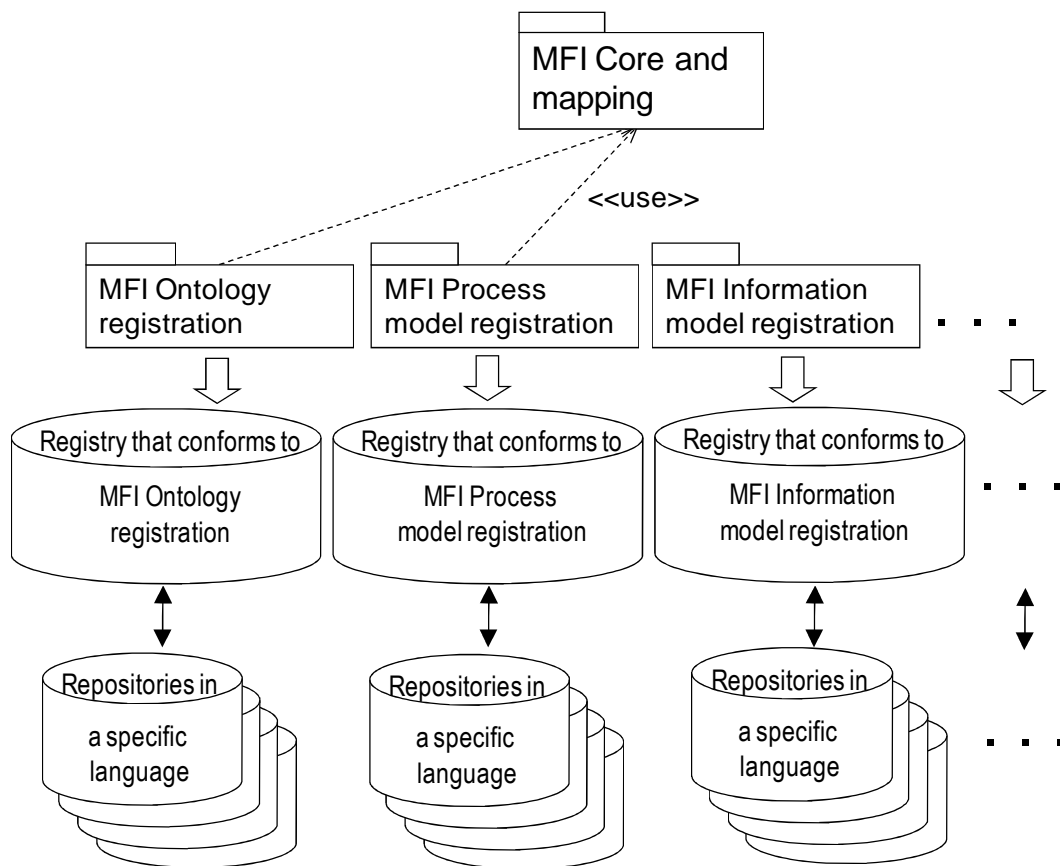 MFI Core and
mapping
<<use>>
MFI Ontology
registration
MFI Process
model registration
MFI Information
model registration
. . .
Registry that conforms to
MFI Ontology
registration
Registry that conforms to
MFI Process
model registration
Registry that conforms to
MFI Information
model registration
. . .
Repositories in
a specific
language
Repositories in
a specific
language
Repositories in
a specific
language
. . .